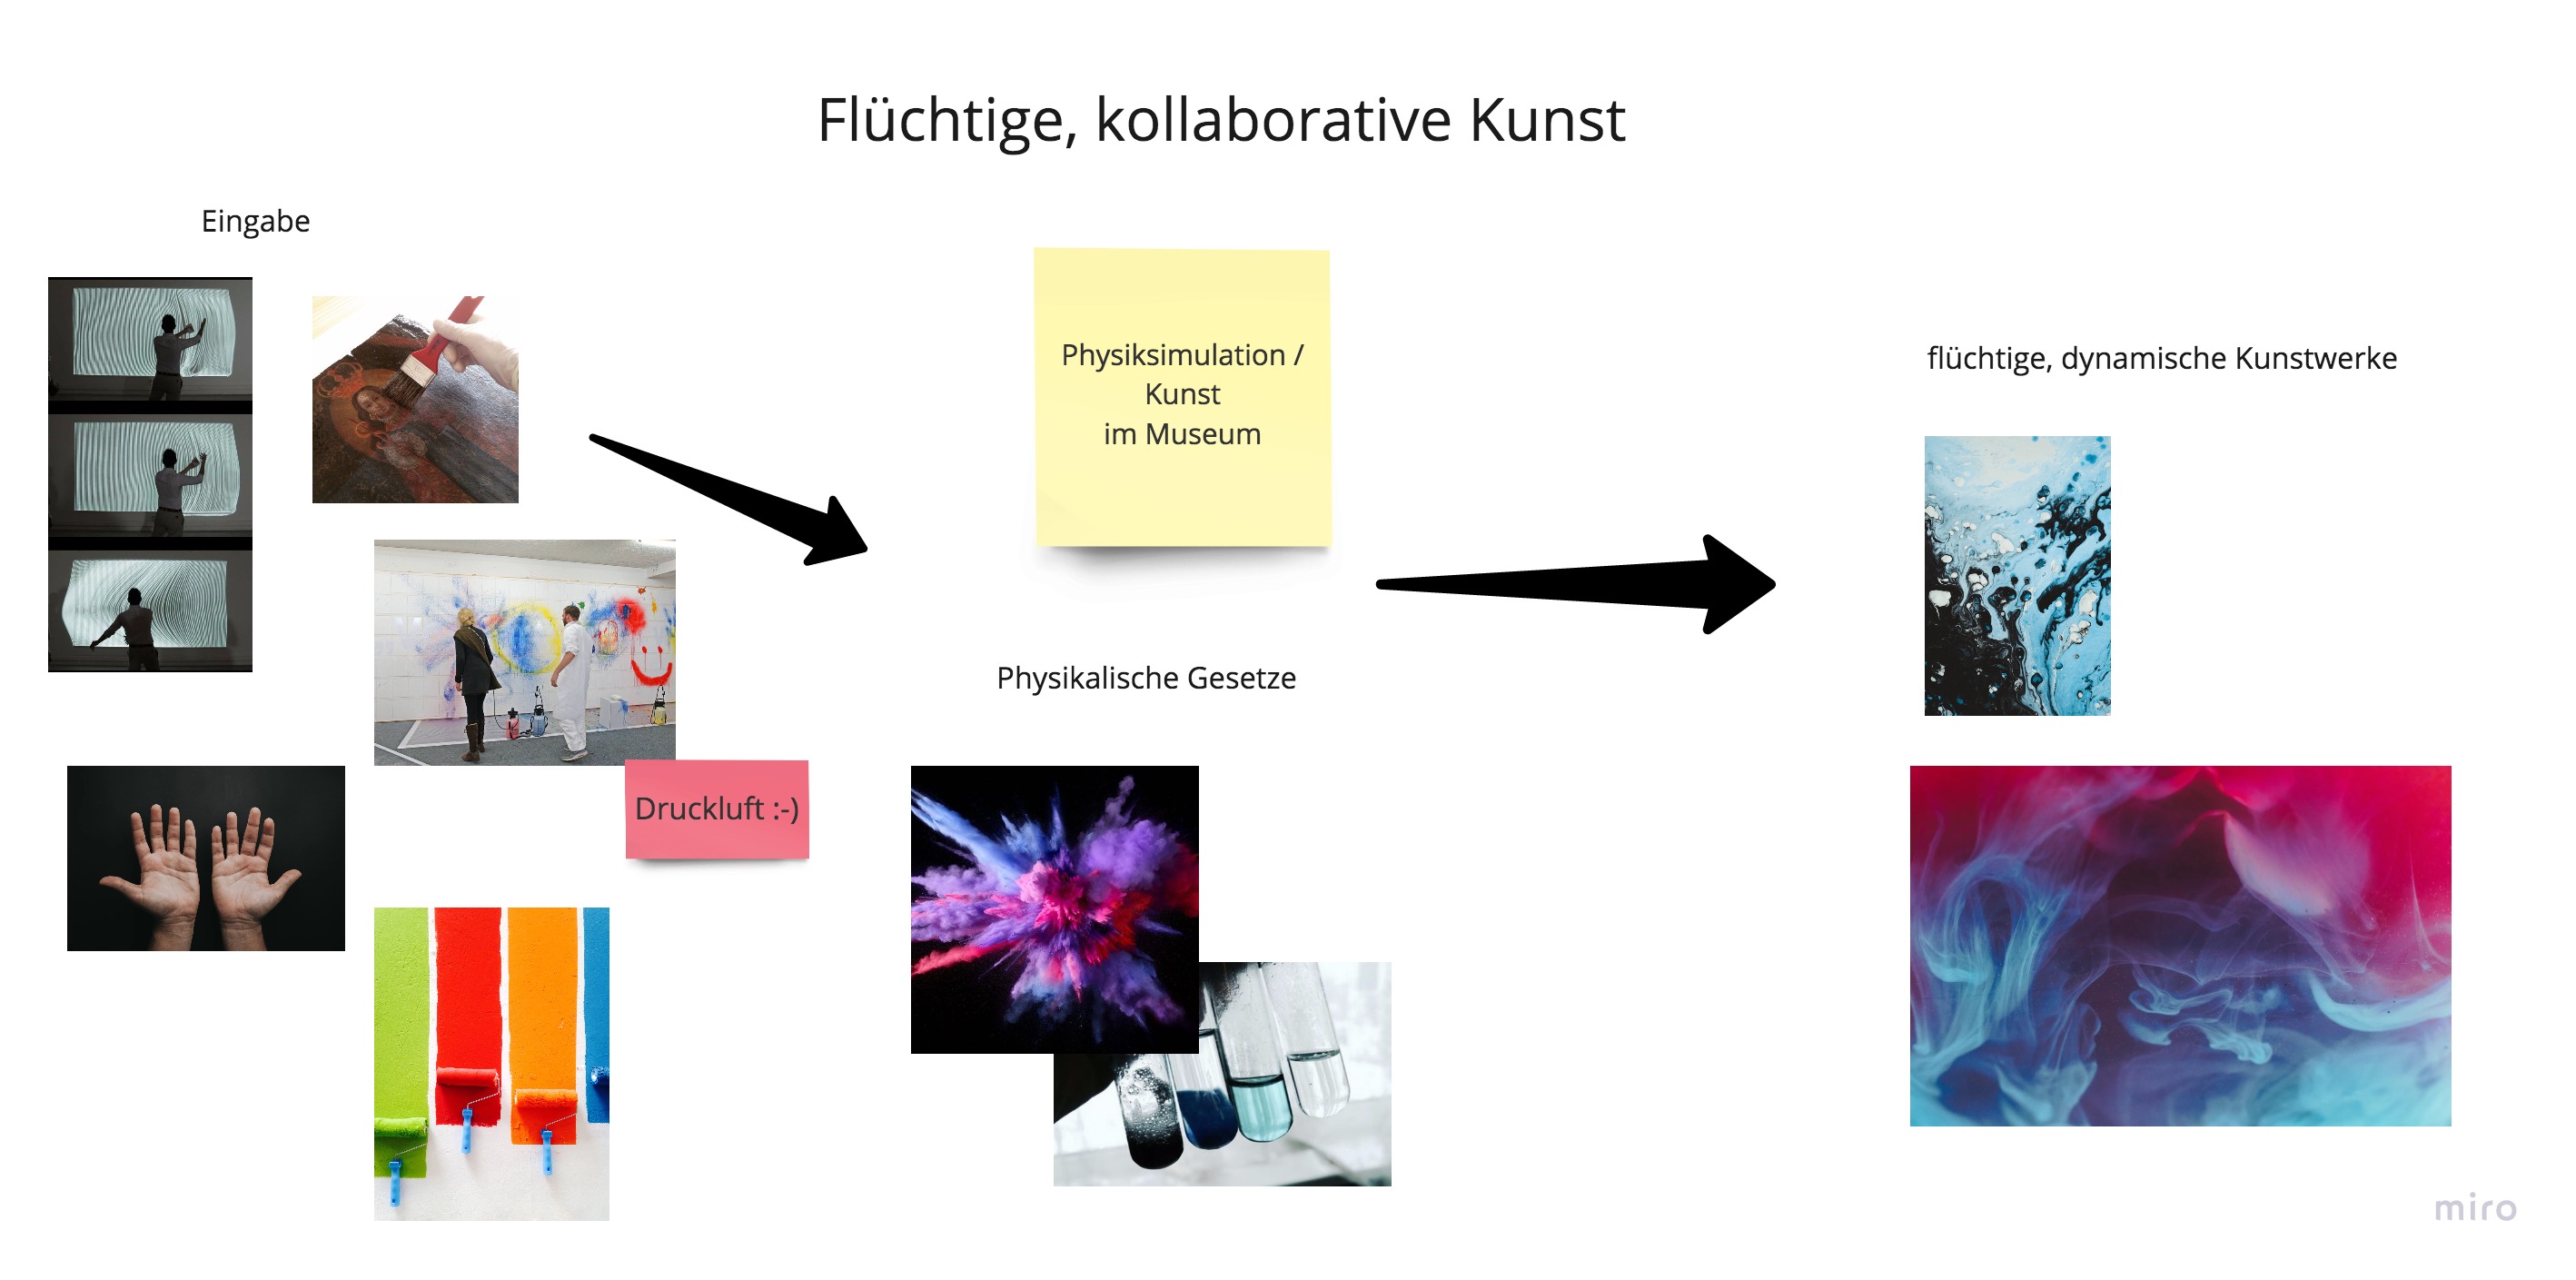 Flüchtige, kollaborative Kunst
Eingabe
Physiksimulation /
Kunst
im Museum
flüchtige, dynamische Kunstwerke
Physikalische Gesetze
Druckluft :-)
miro